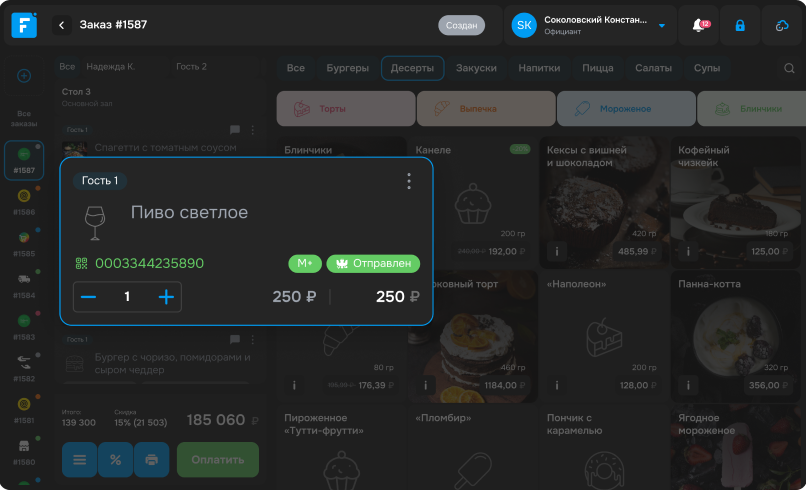 F
Заказ #1587
Создан
SK
Соколовский Констан...
Официант
12
Все
Надежда К.
Гость 2
Стол 3
Основной зал
Все
заказы
#1587
#1586
#1585
#1584
#1583
#1582
#1581
#1580
Гость 1
Спагетти с томатным соусом
Гость 1
Пиво светлое
0003344235890
M+
Отправлен
1
250 ₽
250 ₽
Гость 1
Бургер с чоризо, помидорами и
сыром чеддер
Итого
139 300
Скидка
15% (21 503)
185 060 ₽
%
Оплатить
Все
Бургеры
Десерты
Закуски
Напитки
Пицца
Салаты
Супы
Торты
Выпечка
Мороженое
Блинчики
Блинчики
Канеле
200 гр
192,00 ₽
Кексы с вишней
и шоколадом
420 гр
i
485,99 ₽
Кофейный
чизкейк
180 гр
i
125,00 ₽
80 гр
i
176,39 ₽
ковный торт
460 гр
i
1184,00 ₽
«Наполеон»
200 гр
i
128,00 ₽
Панна-котта
320 гр
i
356,00 ₽
Пироженное
«Тутти-фрутти»
«Пломбир»
Пончик с
карамелью
Ягодное
мороженое